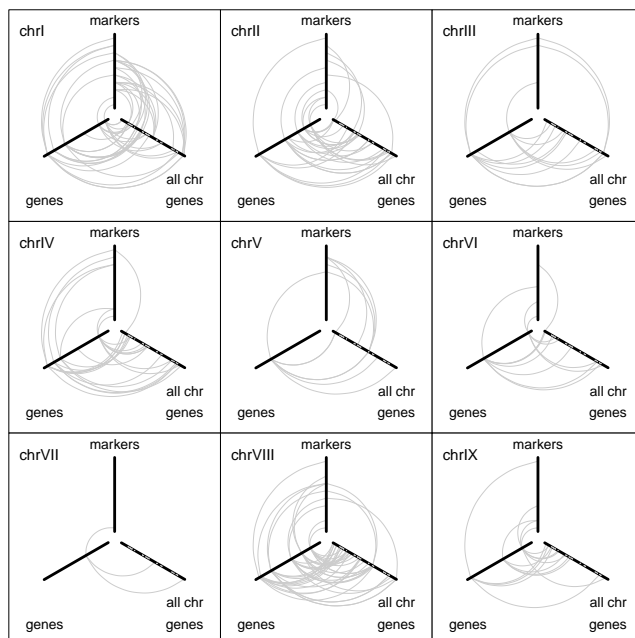 chrI
markers
genes
all chr
genes
chrII
markers
genes
all chr
genes
chrIII
markers
genes
all chr
genes
chrIV
markers
genes
all chr
genes
chrV
markers
genes
all chr
genes
chrVI
markers
genes
all chr
genes
chrVII
markers
genes
all chr
genes
chrVIII
markers
genes
all chr
genes
chrIX
markers
genes
all chr
genes